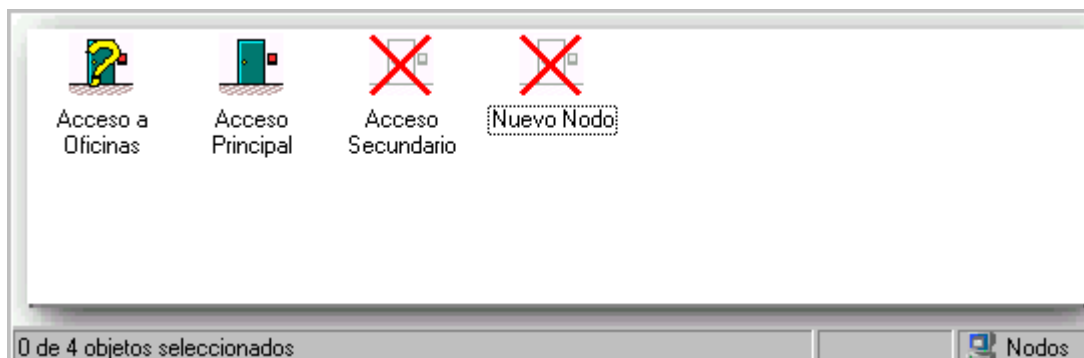 Acceso a
Oficinas
Acceso
Principal
Acceso
Secundario
Nuevo Nodo
0 de 4 objetos seleccionados
Nodos